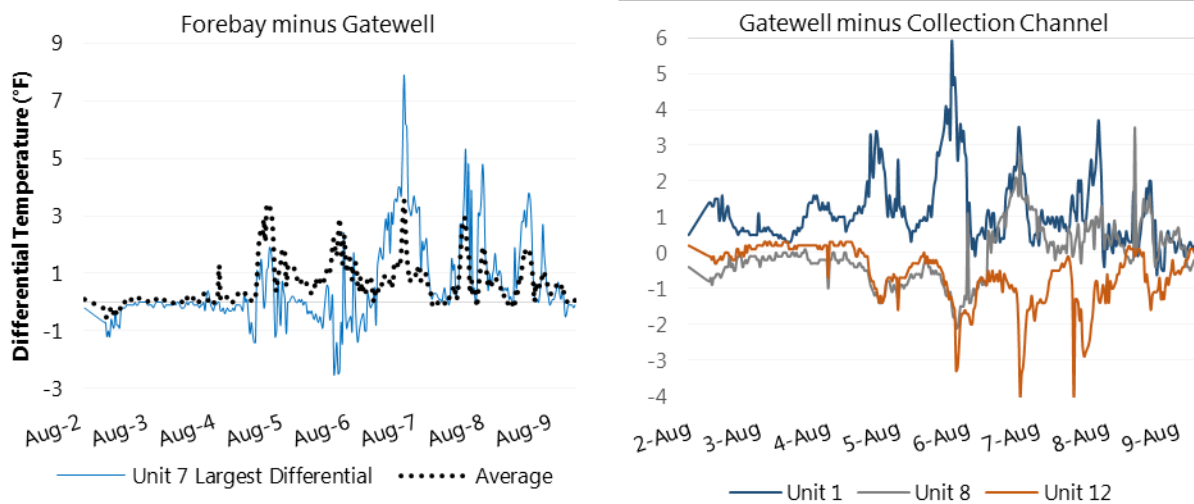 Forebay minus Gatewell
Differential Temperature (°F)
9
7
5
3
1
-1
-3
Aug-2 Aug-3 Aug-4 Aug-5 Aug-6 Aug-7 Aug-8 Aug-9
Unit 7 Largest Differential Average
Gatewell minus Collection Channel
6
5
4
3
2
1
0
-1
-2
-3
-4
2-Aug 3-Aug 4-Aug 5-Aug 6-Aug 7-Aug 8-Aug 9-Aug
Unit 1 Unit 8 Unit 12